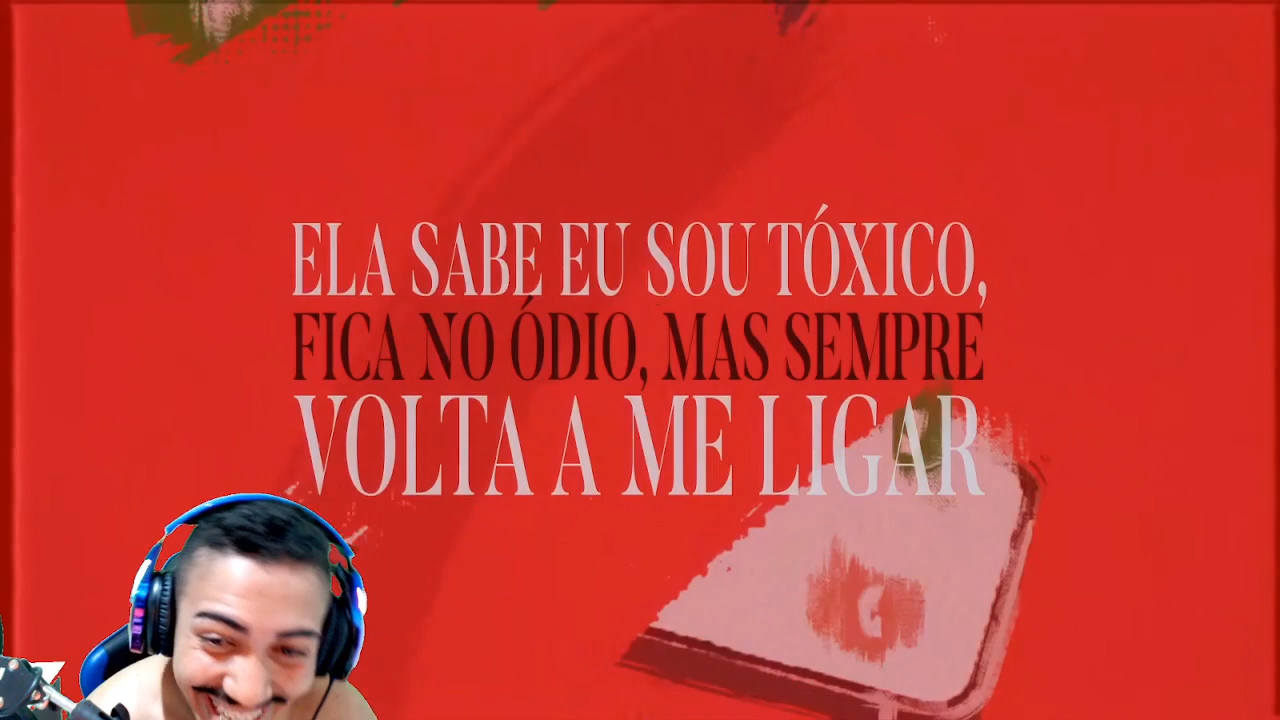 ELA SABE EU SOU TÓXICO,
FICA NO ÓDIO, MAS SEMPRE
VOLTA A ME LIGAR